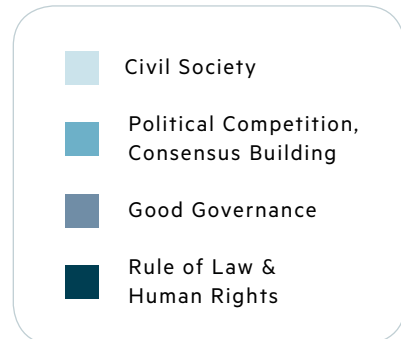 Civil Society
Political Competition,
Consensus Building
Good Governance
Rule of Law &
Human Rights